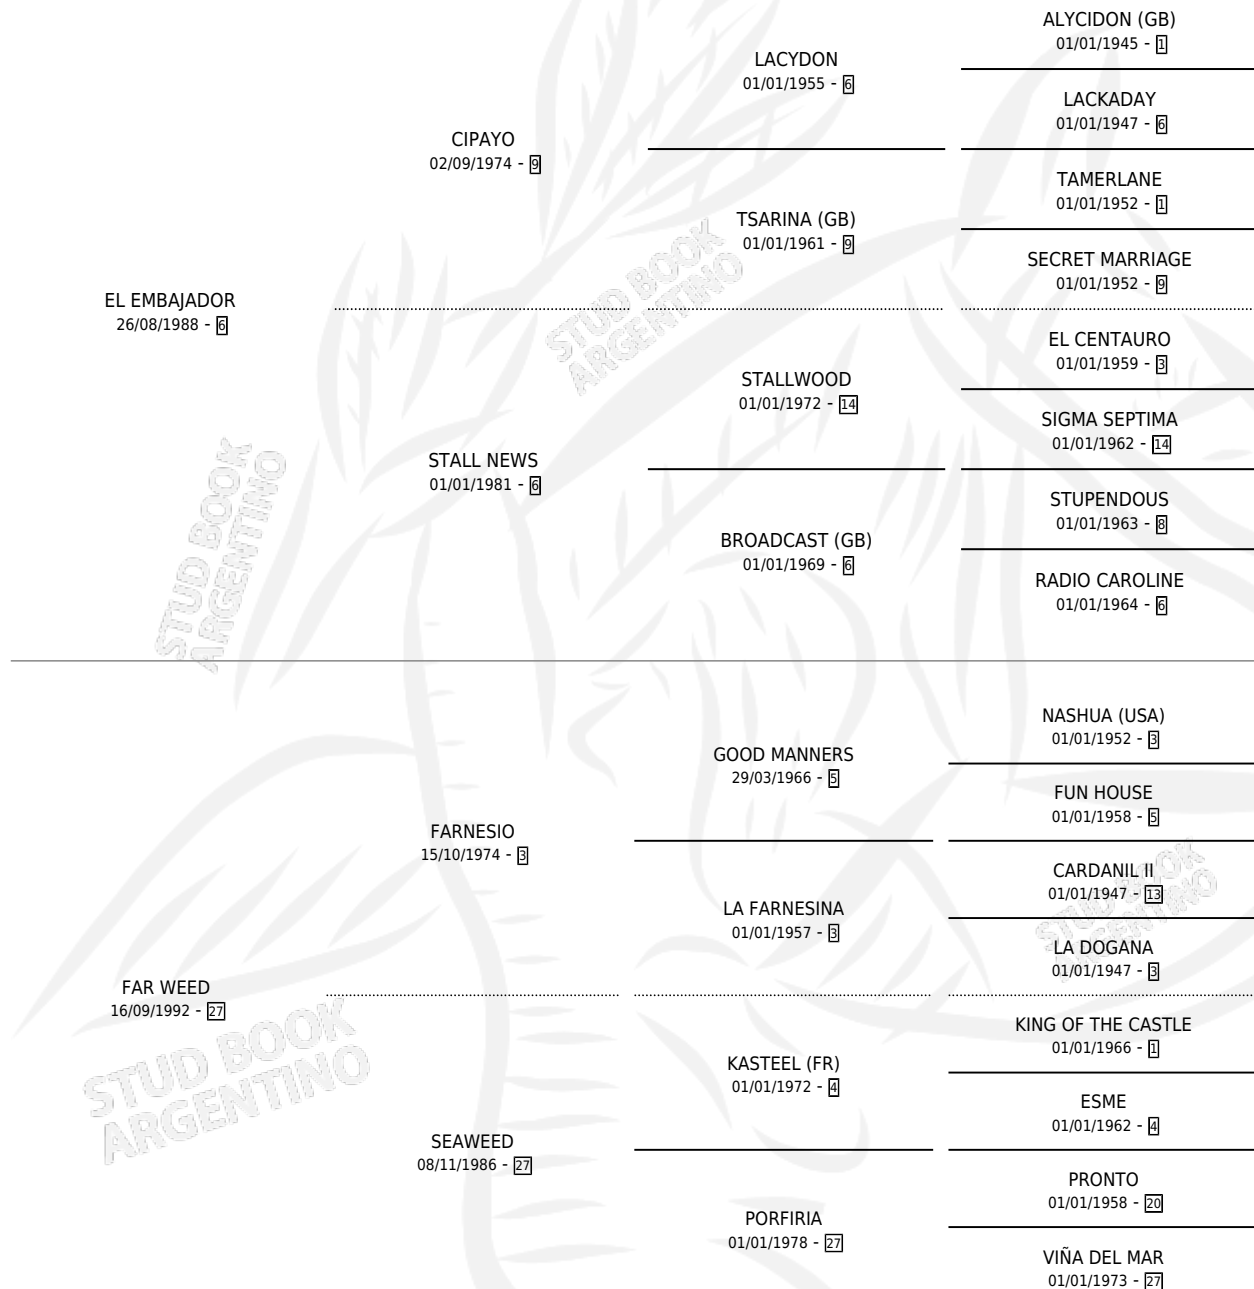 ALYCIDON (GB)
01/01/1945 - 1
LACYDON
01/01/1955 - 6
LACKADAY
01/01/1947 - 6
CIPAYO
02/09/1974 - 9
TAMERLANE
01/01/1952 - 1
TSARINA (GB)
01/01/1961 - 9
SECRET MARRIAGE
01/01/1952 - 9
EL EMBAJADOR
26/08/1988 - 6
EL CENTAURO
01/01/1959 - 3
STALLWOOD
01/01/1972 - 14
SIGMA SEPTIMA
01/01/1962 - 14
STALL NEWS
01/01/1981 - 6
STUPENDOUS
01/01/1963 - 8
BROADCAST (GB)
01/01/1969 - 6
RADIO CAROLINE
01/01/1964 - 6
NASHUA (USA)
01/01/1952 - 3
GOOD MANNERS
29/03/1966 - 5
FUN HOUSE
01/01/1958 - 5
FARNESIO
15/10/1974 - 3
CARDANIL II
01/01/1947 - 13
LA FARNESINA
01/01/1957 - 3
LA DOGANA
01/01/1947 - 3
FAR WEED
16/09/1992 - 27
KING OF THE CASTLE
01/01/1966 - 1
KASTEEL (FR)
01/01/1972 - 4
ESME
01/01/1962 - 4
SEAWEED
08/11/1986 - 27
PRONTO
01/01/1958 - 20
PORFIRIA
01/01/1978 - 27
VIÑA DEL MAR
01/01/1973 - 27
STUD BOOK
ARGENTINO
STUD BOOK
ARGENTINO
STUD BOOK
ARGENTINO
STUD BOOK
ARGENTINO